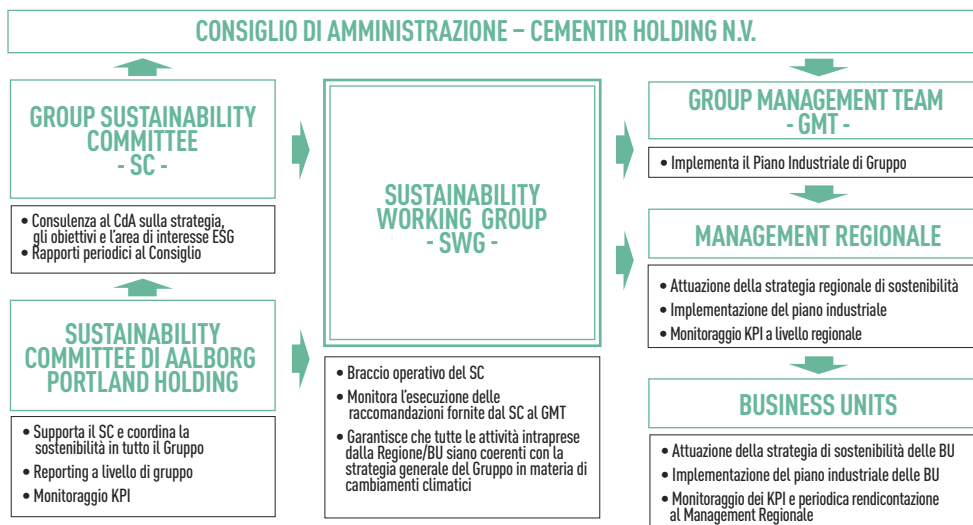 CONSIGLIO DI AMMINISTRAZIONE – CEMENTIR HOLDING N.V.
GROUP SUSTAINABILITY
COMMITTEE
- SC -
• Consulenza al CdA sulla strategia,
gli obiettivi e l'area di interesse ESG
• Rapporti periodici al Consiglio
SUSTAINABILITY
COMMITTEE DI AALBORG
PORTLAND HOLDING
• Supporta il SC e coordina la
sostenibilità in tutto il Gruppo
• Reporting a livello di gruppo
• Monitoraggio KPI
SUSTAINABILITY
WORKING GROUP
- SWG -
• Braccio operativo del SC
• Monitora l'esecuzione delle
raccomandazioni fornite dal SC al GMT
• Garantisce che tutte le attività intraprese
dalla Regione/BU siano coerenti con la
strategia generale del Gruppo in materia di
cambiamenti climatici
GROUP MANAGEMENT TEAM
- GMT -
• Implementa il Piano Industriale di Gruppo
MANAGEMENT REGIONALE
• Attuazione della strategia regionale di sostenibilità
• Implementazione del piano industriale
• Monitoraggio KPI a livello regionale
BUSINESS UNITS
• Attuazione della strategia di sostenibilità delle BU
• Implementazione del piano industriale delle BU
• Monitoraggio dei KPI e periodica rendicontazione
al Management Regionale